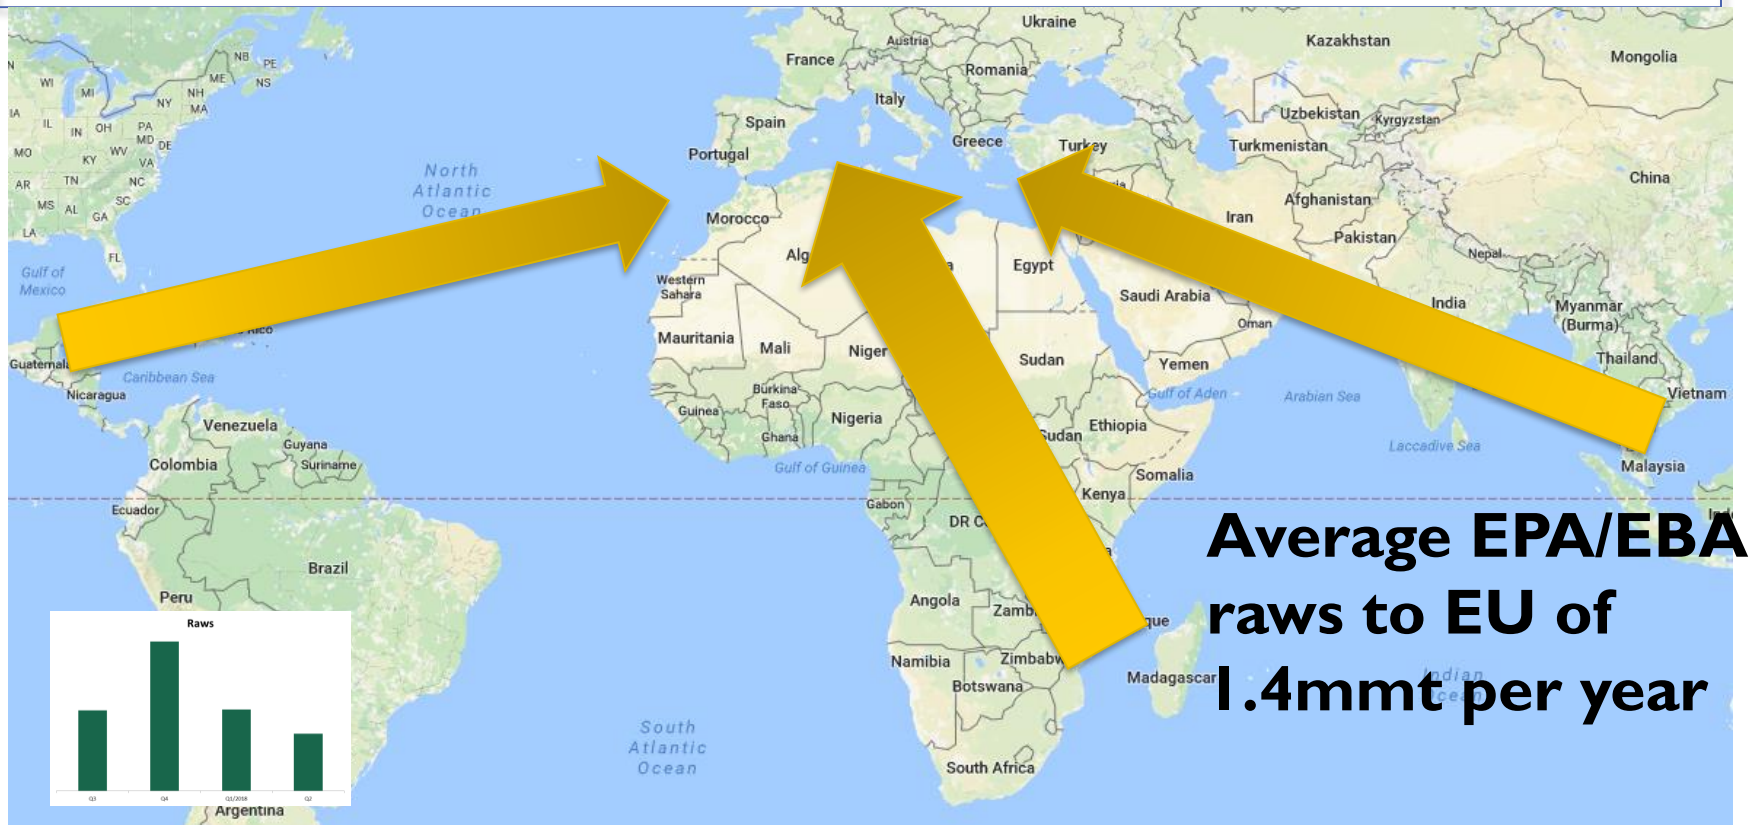 Ukraine
Austria
Kazakhstan
France
Mongolia
Romania
NB
PE
ME
NS
WI
MI
NH
NY
MA
Italy
Uzbekistan
Kyrgyzstan
Spain
IL
IN
OH
PA
MD
DE
Greece
Turkey
Turkmenistan
MO
KY
WV
VA
Portugal
North
Atlantic
Ocean
AR
TN
NC
China
MS
AL
GA
SC
Afghanistan
Morocco
Iran
LA
Pakistan
FL
Nepal
Gulf of
Mexico
Egypt
Western
Sahara
Saudi Arabia
India
Myanmar
(Burma)
Oman
Mauritania
Mali
Niger
Sudan
Yemen
Thailand
Caribbean Sea
Nicaragua
Burkina
Faso
Gulf of Aden
Arabian Sea
Vietnam
Guinea
Nigeria
Ethiopia
Venezuela
Ghana
Sudan
Guyana
Laccadive Sea
Colombia
Suriname
Gulf of Guinea
Somalia
Malaysia
Kenya
Ecuador
Gabon
Average EPA/EBA
raws to EU of
1.4mmt per year
Brazil
Peru
Angola
Namibia
Botswana
Madagascar
Indian
Ocean
South
Atlantic
Ocean
South Africa
Argentina
Raws
Q3
Q4
Q1/2018
Q2